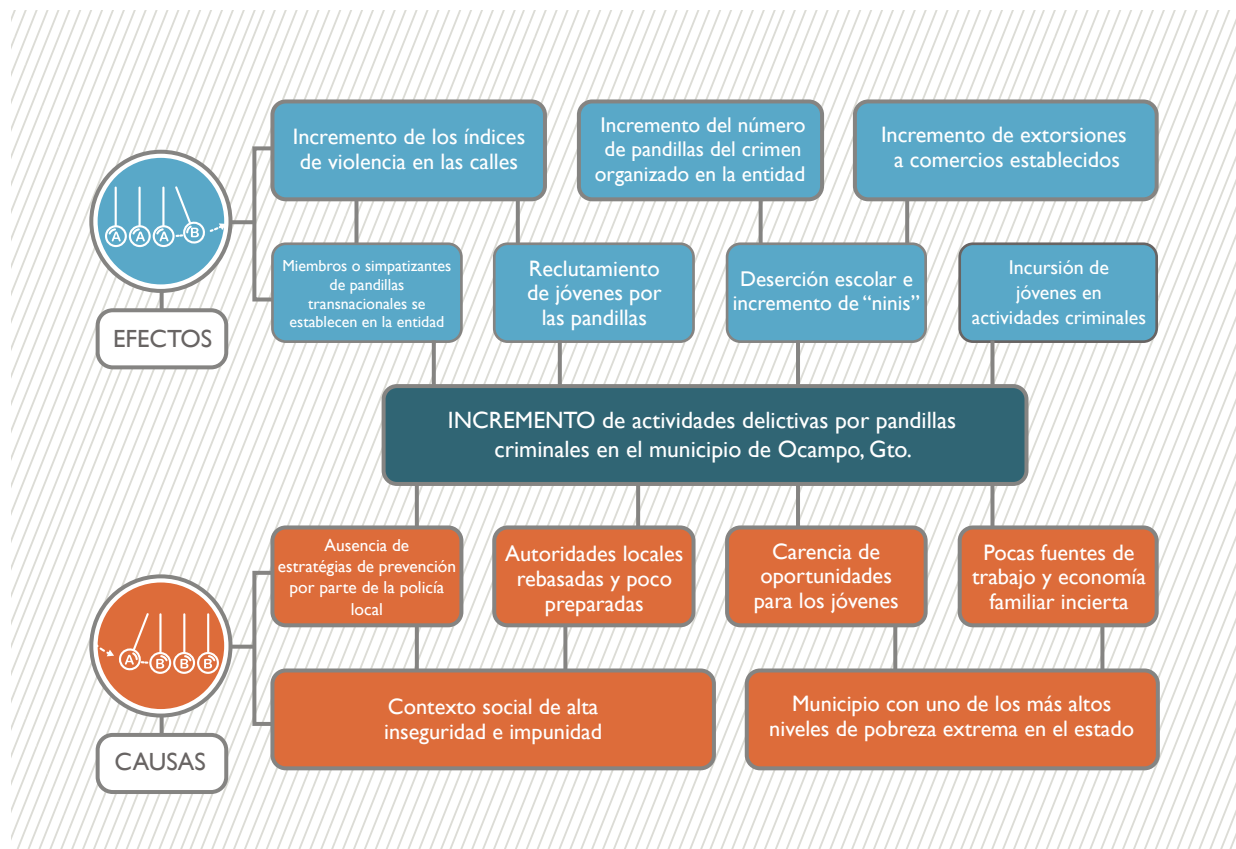 Incremento de los índices
de violencia en las calles
Incremento del número
de pandillas del crimen
organizado en la entidad
Incremento de extorsiones
a comercios establecidos
A A A B
Miembros o simpatizantes
de pandillas
transnacionales se
establecen en la entidad
Reclutamiento
de jóvenes por
las pandillas
Deserción escolar e
incremento de “ninis”
Incursión de
jóvenes en
actividades criminales
EFECTOS
INCREMENTO de actividades delictivas por pandillas
criminales en el municipio de Ocampo, Gto.
Ausencia de
estratégias de prevención
por parte de la policía
local
Autoridades locales
rebasadas y poco
preparadas
Carencia de
oportunidades
para los jóvenes
Pocas fuentes de
trabajo y economía
familiar incierta
A B B B
Contexto social de alta
inseguridad e impunidad
Municipio con uno de los más altos
niveles de pobreza extrema en el estado
CAUSAS